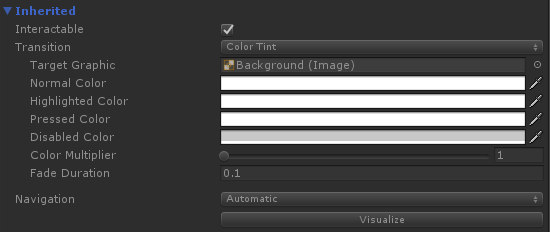 Inherited
Interactable
Transition Color Tint
Target Graphic Background (Image)
Normal Color
Highlighted Color
Pressed Color
Disabled Color
Color Multiplier 1
Fade Duration 0.1
Navigation Automatic
Visualize